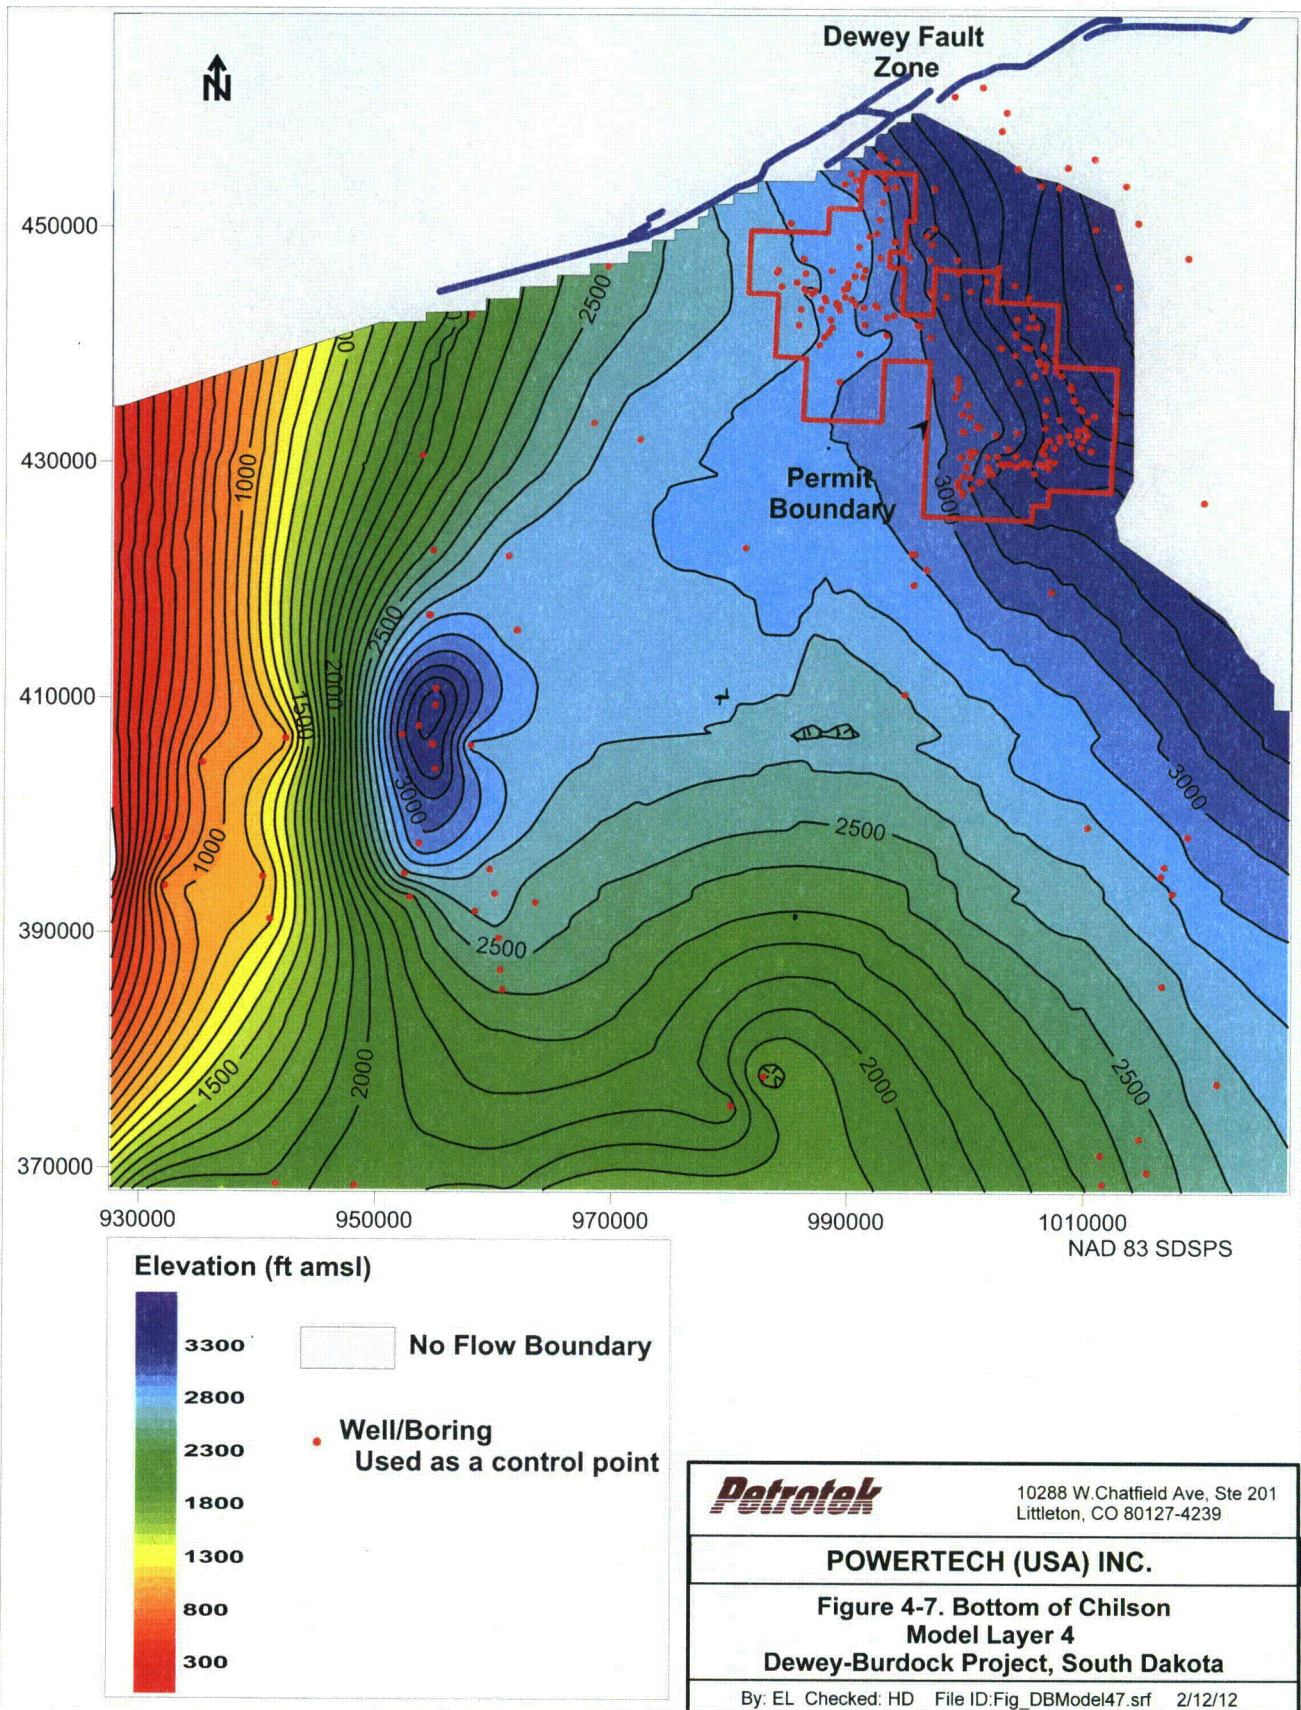 Dewey Fault
Zone
N
450000
430000
410000
390000
370000
2500
1000
Permit
Boundary
3000
2500
2000
1500
3000
1000
3000
2500
2500
1500
2000
2000
2500
930000
950000
970000
990000
1010000
NAD 83 SDSPS
Elevation (ft amsl)
3300
2800
2300
1800
1300
800
300
No Flow Boundary
Well/Boring
Used as a control point
Petrotek
10288 W.Chatfield Ave, Ste 201
Littleton, CO 80127-4239
POWERTECH (USA) INC.
Figure 4-7. Bottom of Chilson
Model Layer 4
Dewey-Burdock Project, South Dakota
By: EL Checked: HD File ID:Fig_DBModel47.srf 2/12/12